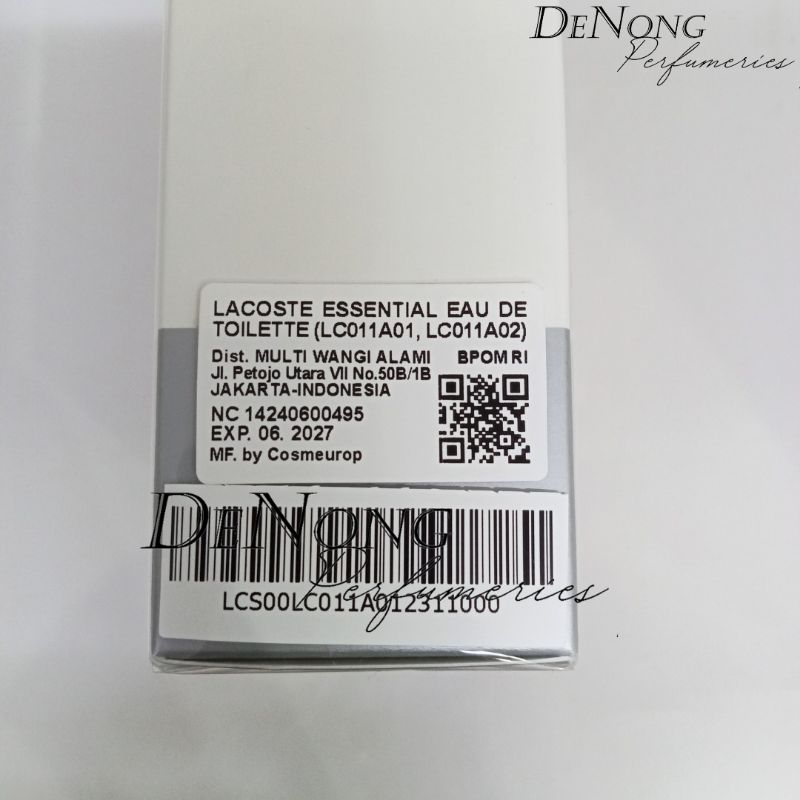 DeNong
Perfumeries
LACOSTE ESSENTIAL EAU DE
TOILETTE (LC011A01, LC011A02)
Dist. MULTI WANGI ALAMI BPOM RI
Jl. Petojo Utara VII No.50B/1B
JAKARTA-INDONESIA
NC 14240600495
EXP. 06. 2027
MF. by Cosmeurop
DeNong
Perfumeries
LCS00LC011A012311000